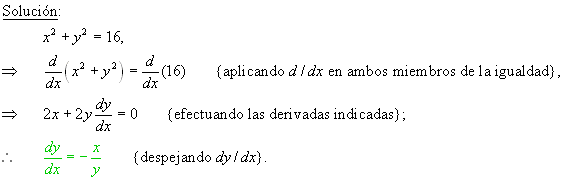 Solución:
x² + y² = 16,
⇒ d/dx (x² + y²) = d/dx (16) {aplicando d / dx en ambos miembros de la igualdad},
⇒ 2x + 2y dy/dx = 0 {efectuando las derivadas indicadas};
∴ dy/dx = − x/y {despejando dy / dx}.